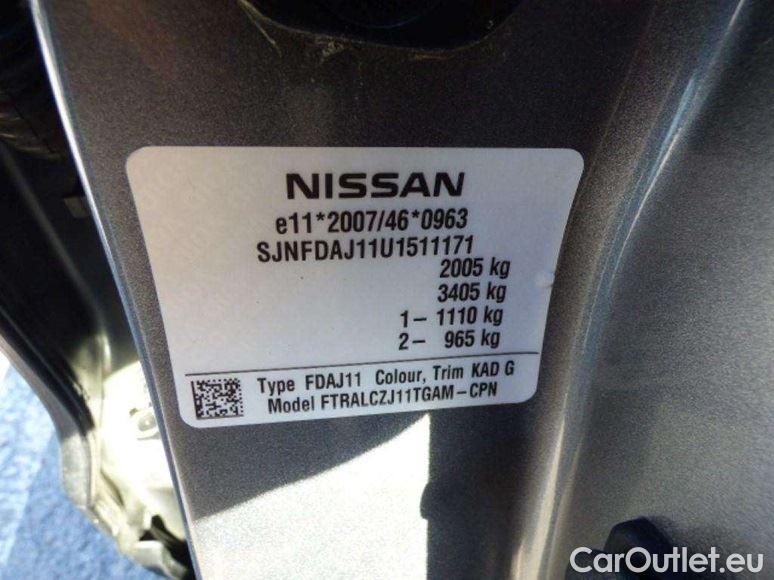 NISSAN
e11*2007/46*0963
SJNFDAJ11U1511171
2005 kg
3405 kg
1– 1110 kg
2– 965 kg
Type FDAJ11 Colour, Trim KAD G
Model FTRALCZJ11TGAM–CPN
CarOutlet.eu